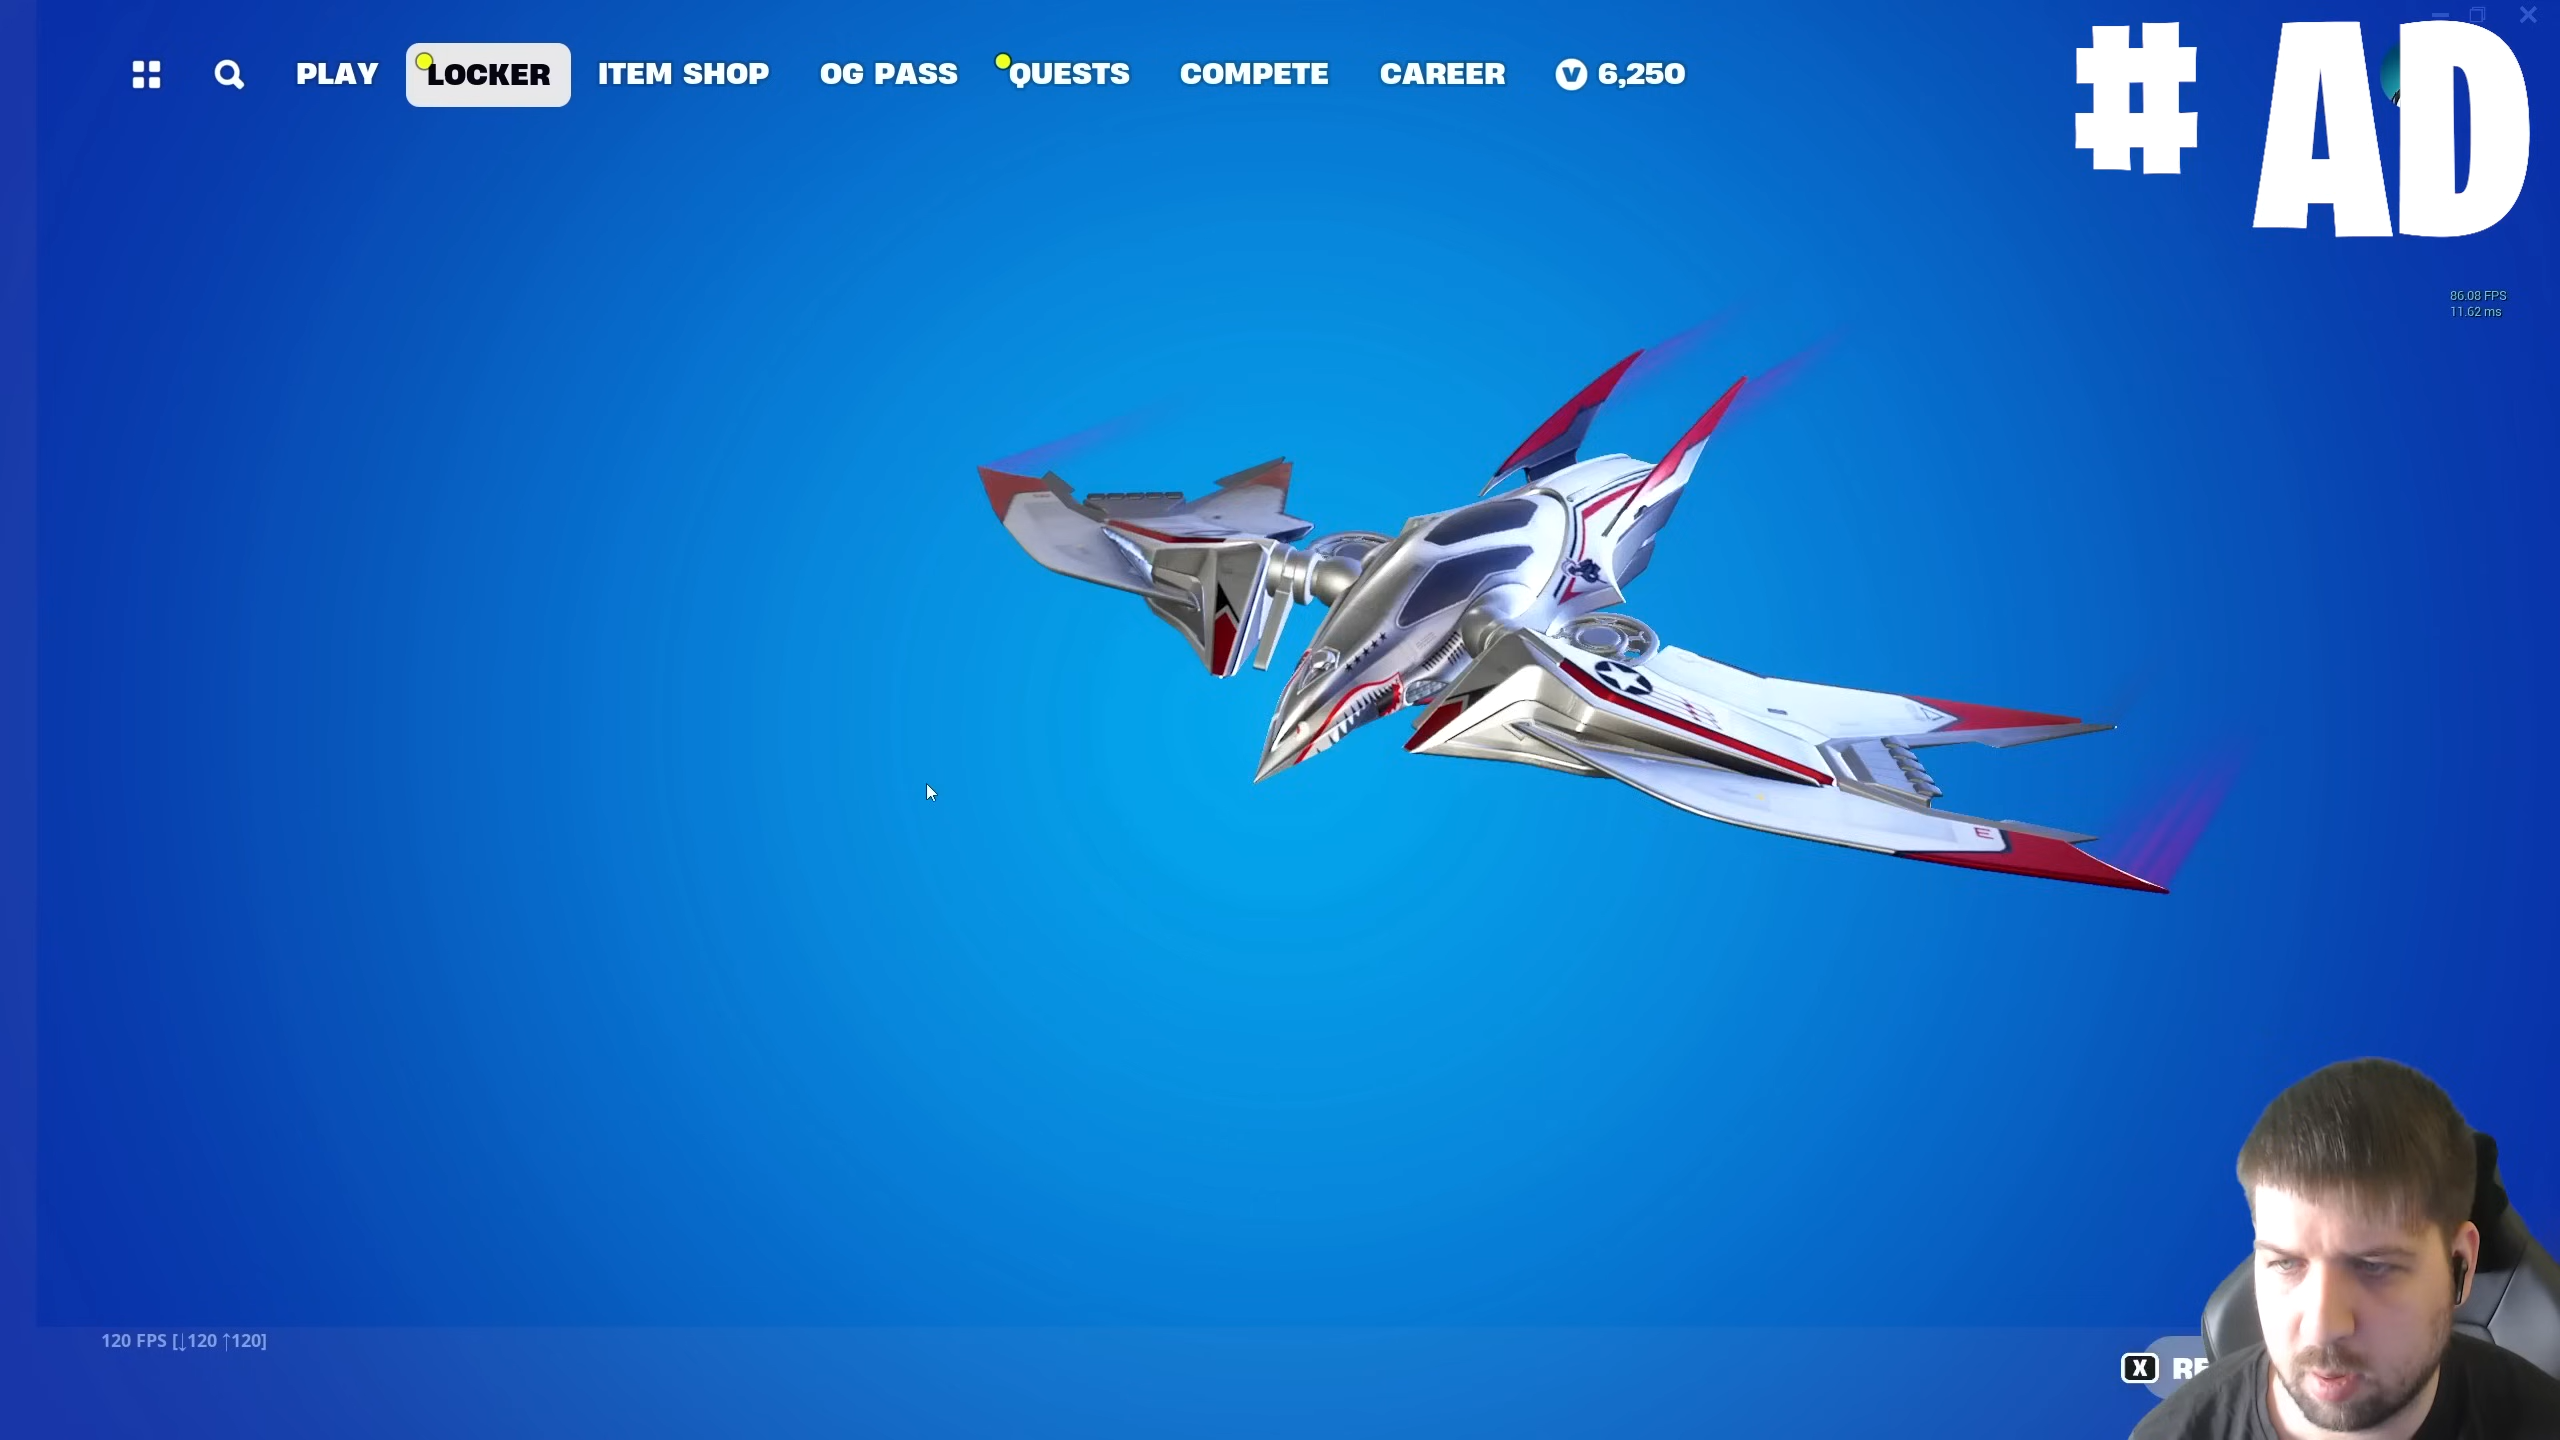 PLAY
LOCKER
ITEM SHOP
OG PASS
QUESTS
COMPETE
CAREER
V 6,250
# AD
86.08 FPS
11.62 ms
E
120 FPS [↓120 ↑120]
X